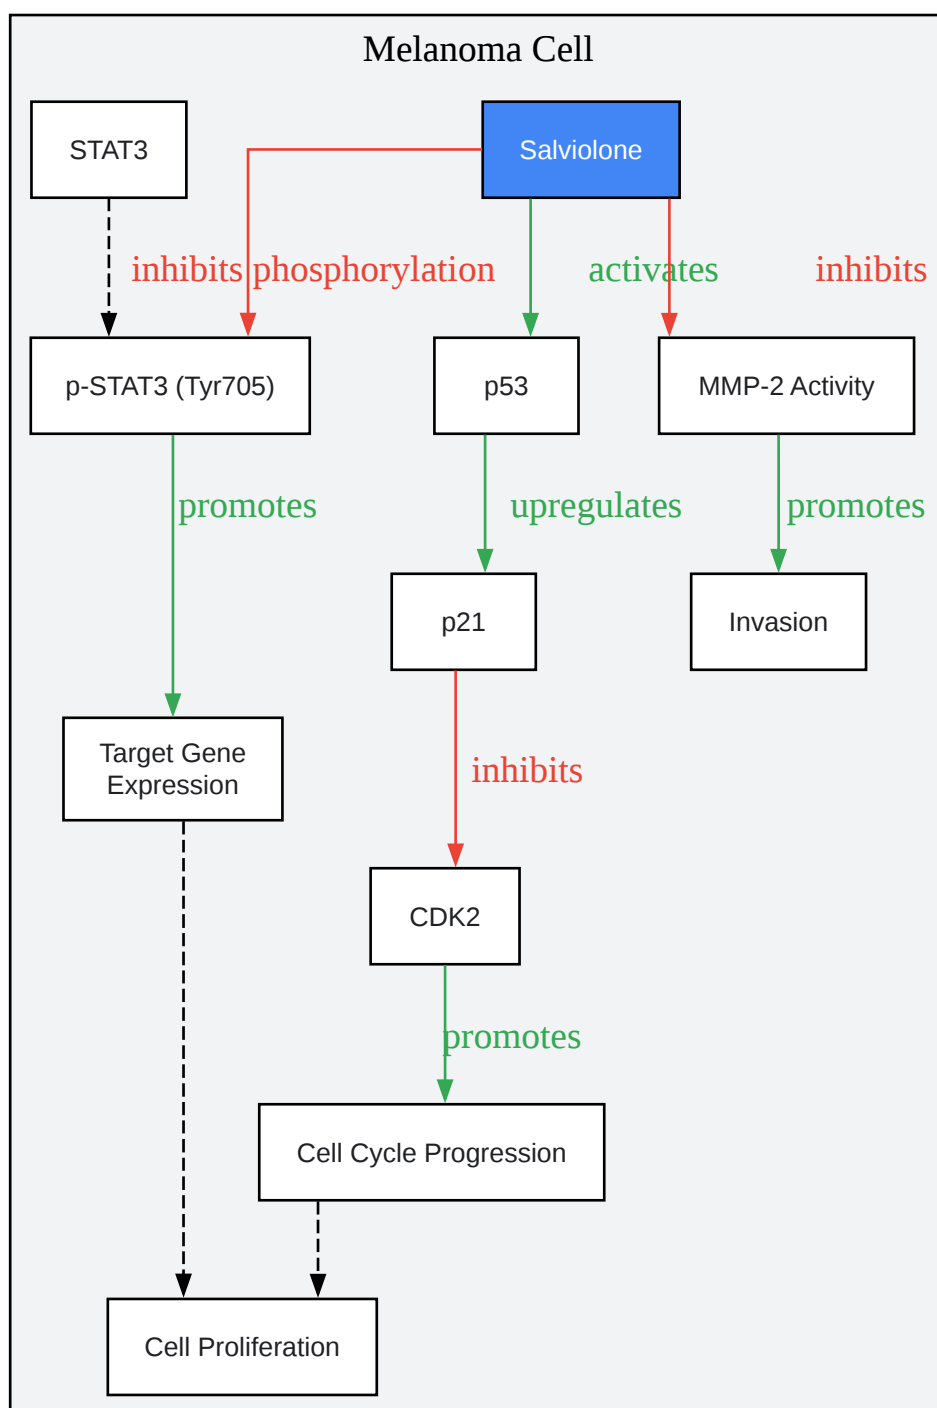 Melanoma Cell
STAT3
Salviolone
inhibits phosphorylation
activates
inhibits
p-STAT3 (Tyr705)
p53
MMP-2 Activity
promotes
upregulates
promotes
p21
Invasion
Target Gene
Expression
inhibits
CDK2
promotes
Cell Cycle Progression
Cell Proliferation